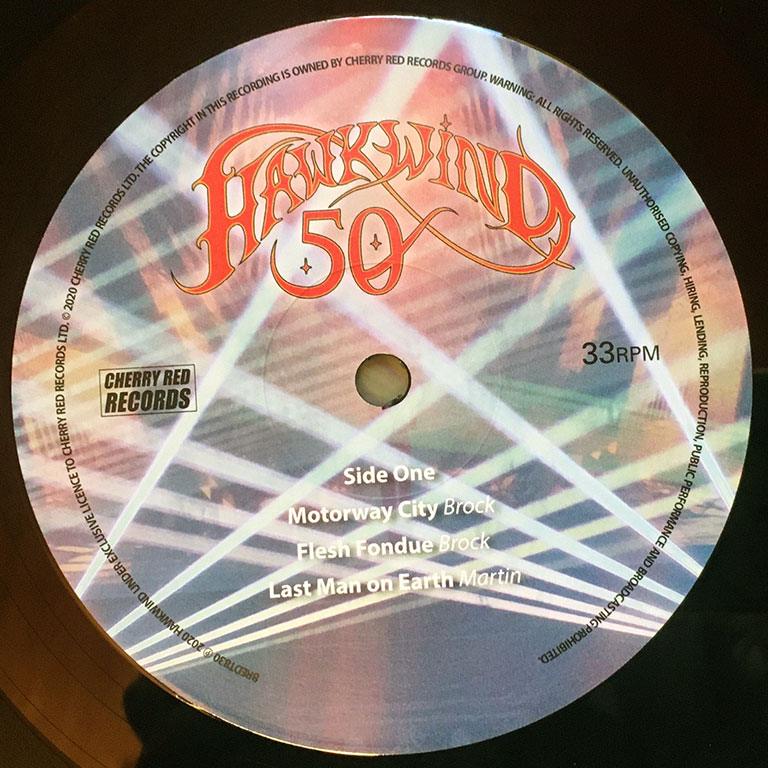 BREDT830 ℗ 2020 HAWKWIND UNDER EXCLUSIVE LICENCE TO CHERRY RED RECORDS LTD. © 2020 CHERRY RED RECORDS LTD. THE COPYRIGHT IN THIS RECORDING IS OWNED BY CHERRY RED RECORDS GROUP. WARNING: ALL RIGHTS RESERVED. UNAUTHORISED COPYING, HIRING, LENDING, REPRODUCTION, PUBLIC PERFORMANCE AND BROADCASTING PROHIBITED.
HAWKWIND
50
33RPM
CHERRY RED
RECORDS
Side One
Motorway City Brock
Flesh Fondue Brock
Last Man on Earth Martin